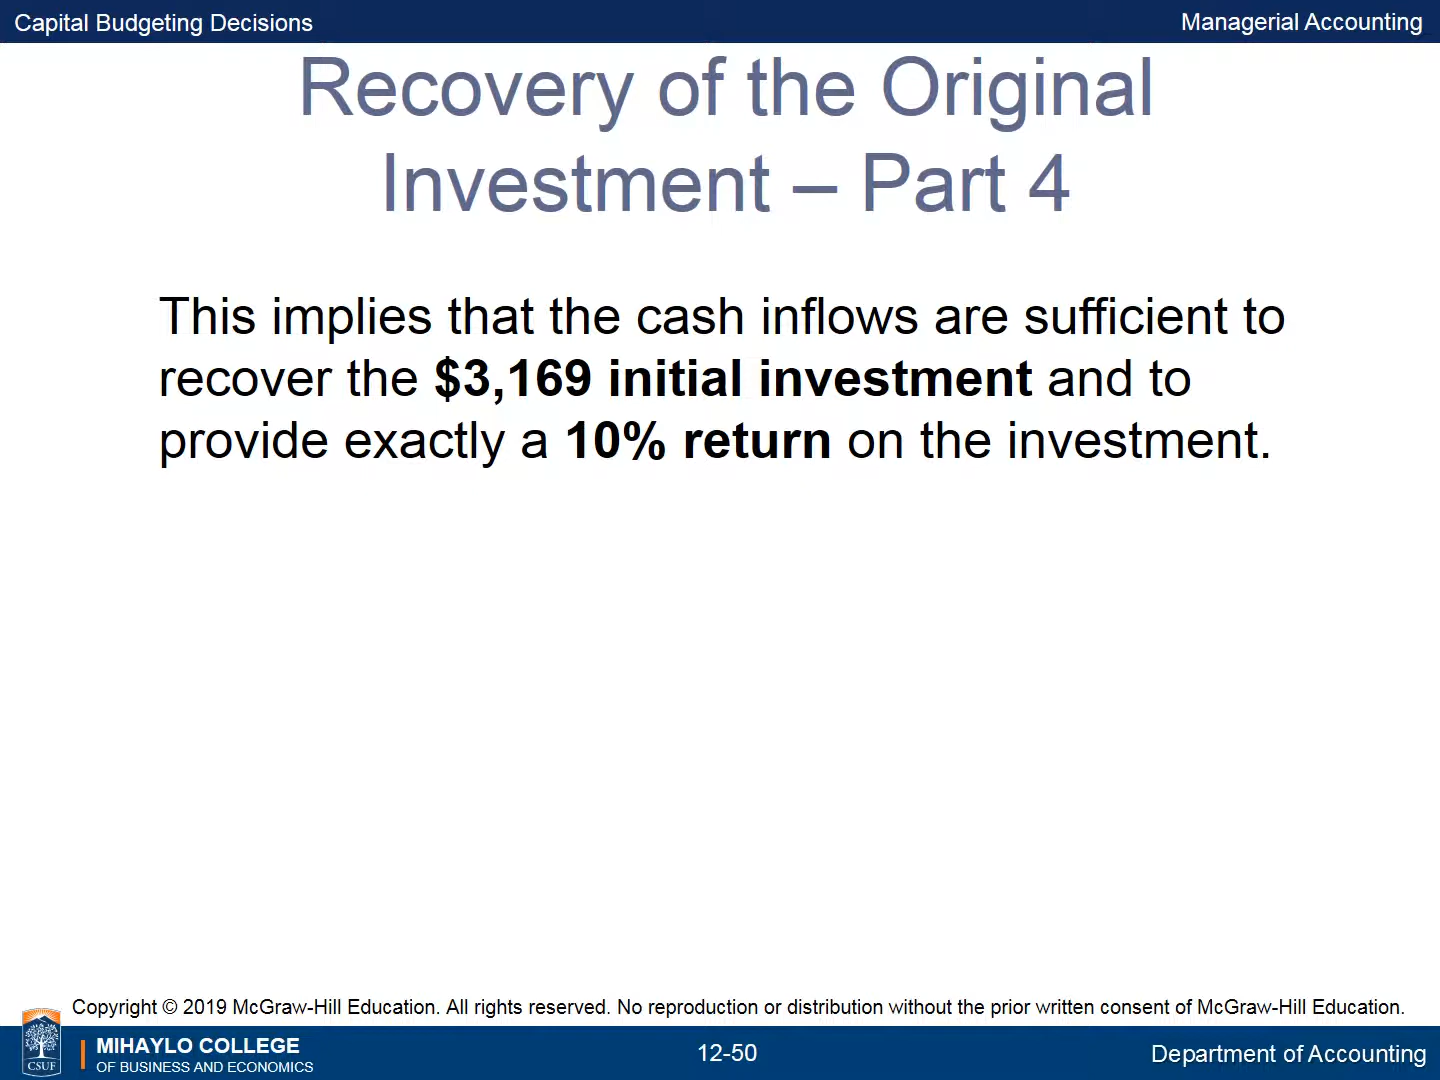 Capital Budgeting Decisions
Managerial Accounting
Recovery of the Original
Investment – Part 4
This implies that the cash inflows are sufficient to
recover the $3,169 initial investment and to
provide exactly a 10% return on the investment.
Copyright © 2019 McGraw-Hill Education. All rights reserved. No reproduction or distribution without the prior written consent of McGraw-Hill Education.
CSUF
MIHAYLO COLLEGE
OF BUSINESS AND ECONOMICS
12-50
Department of Accounting